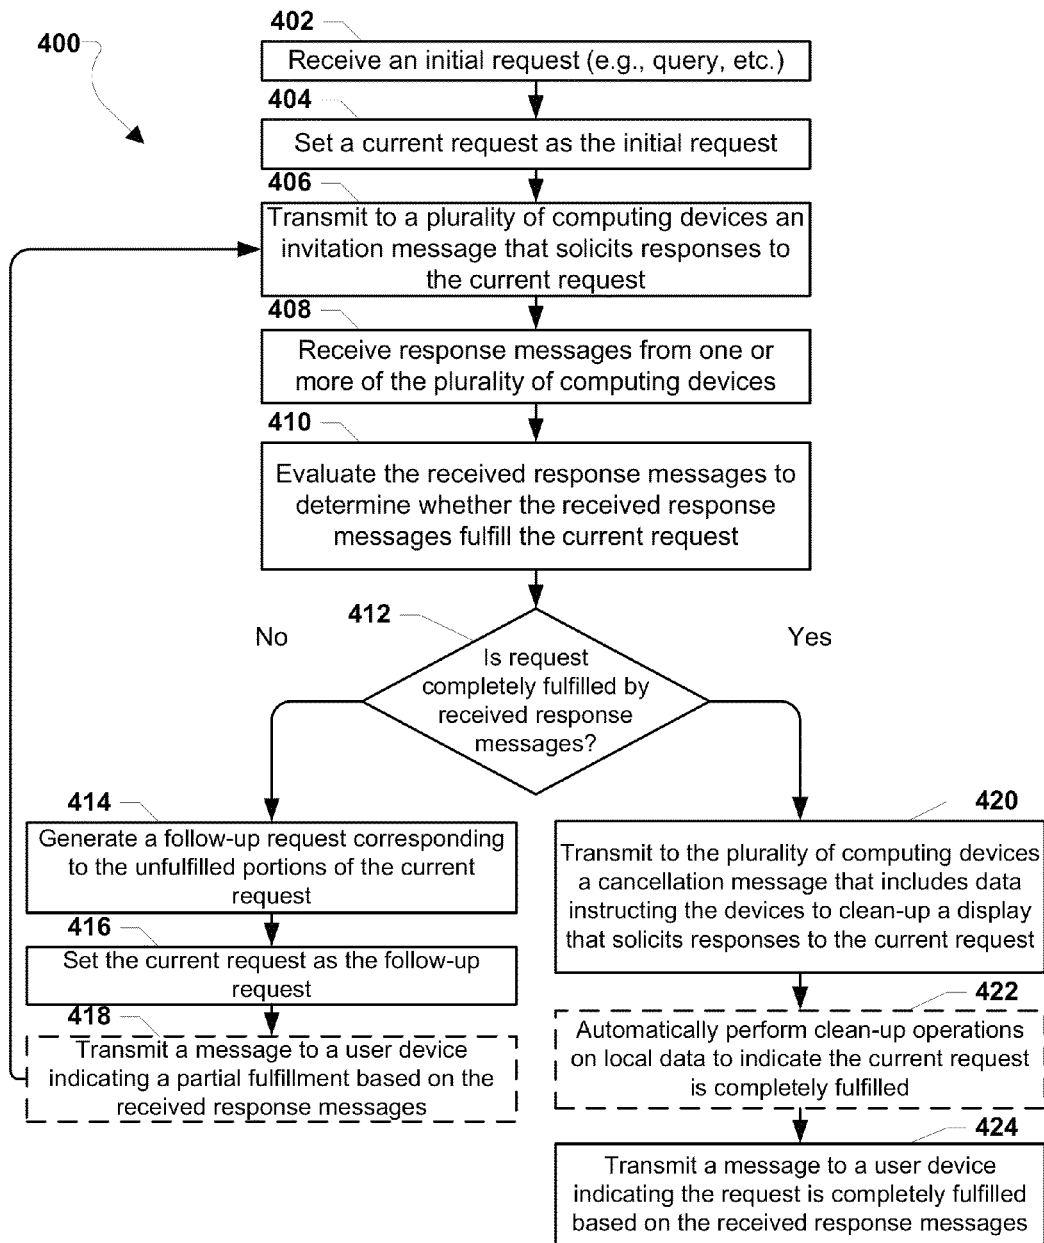 400
402
Receive an initial request (e.g., query, etc.)
404
Set a current request as the initial request
406
Transmit to a plurality of computing devices an
invitation message that solicits responses to
the current request
408
Receive response messages from one or
more of the plurality of computing devices
410
Evaluate the received response messages to
determine whether the received response
messages fulfill the current request
412
No
Yes
Is request
completely fulfilled by
received response
messages?
414
Generate a follow-up request corresponding
to the unfulfilled portions of the current
request
416
Set the current request as the follow-up
request
418
Transmit a message to a user device
indicating a partial fulfillment based on the
received response messages
420
Transmit to the plurality of computing devices
a cancellation message that includes data
instructing the devices to clean-up a display
that solicits responses to the current request
422
Automatically perform clean-up operations
on local data to indicate the current request
is completely fulfilled
424
Transmit a message to a user device
indicating the request is completely fulfilled
based on the received response messages